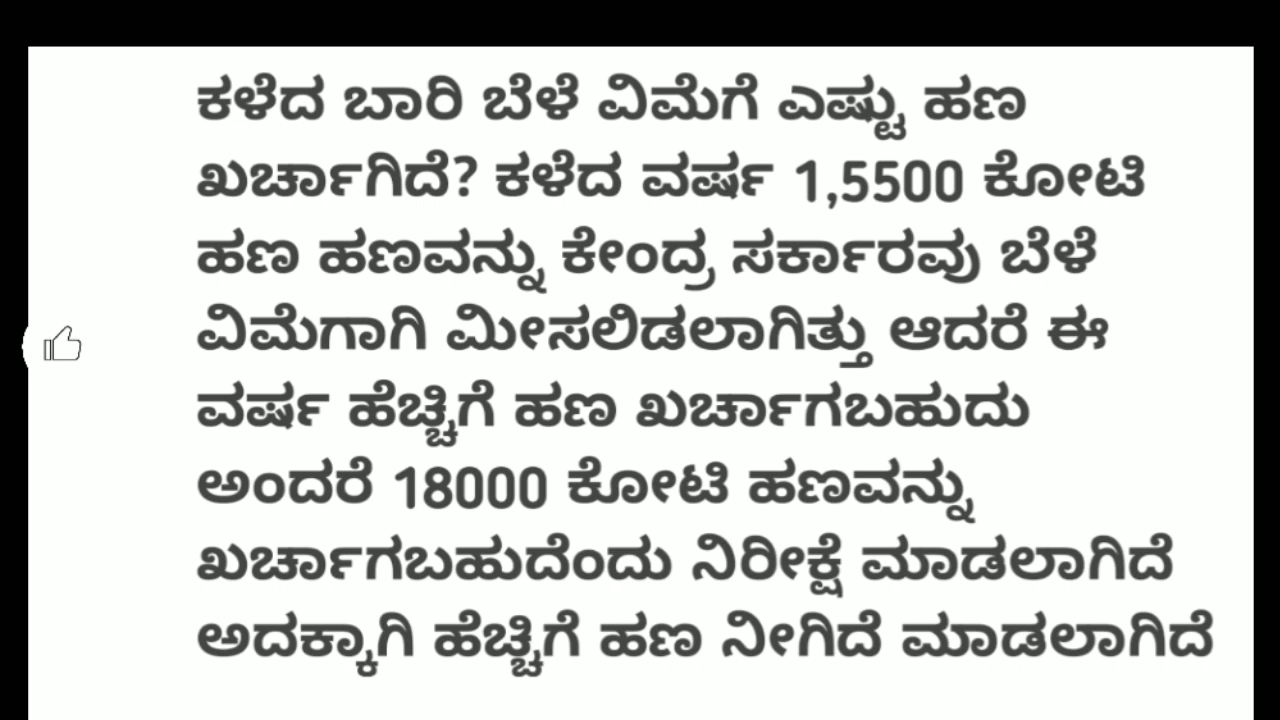 ಕಳೆದ ಬಾರಿ ಬೆಳೆ ವಿಮೆಗೆ ಎಷ್ಟು ಹಣ
ಖರ್ಚಾಗಿದೆ? ಕಳೆದ ವರ್ಷ 1,5500 ಕೋಟಿ
ಹಣ ಹಣವನ್ನು ಕೇಂದ್ರ ಸರ್ಕಾರವು ಬೆಳೆ
ವಿಮೆಗಾಗಿ ಮೀಸಲಿಡಲಾಗಿತ್ತು ಆದರೆ ಈ
ವರ್ಷ ಹೆಚ್ಚಿಗೆ ಹಣ ಖರ್ಚಾಗಬಹುದು
ಅಂದರೆ 18000 ಕೋಟಿ ಹಣವನ್ನು
ಖರ್ಚಾಗಬಹುದೆಂದು ನಿರೀಕ್ಷೆ ಮಾಡಲಾಗಿದೆ
ಅದಕ್ಕಾಗಿ ಹೆಚ್ಚಿಗೆ ಹಣ ನೀಗಿದೆ ಮಾಡಲಾಗಿದೆ